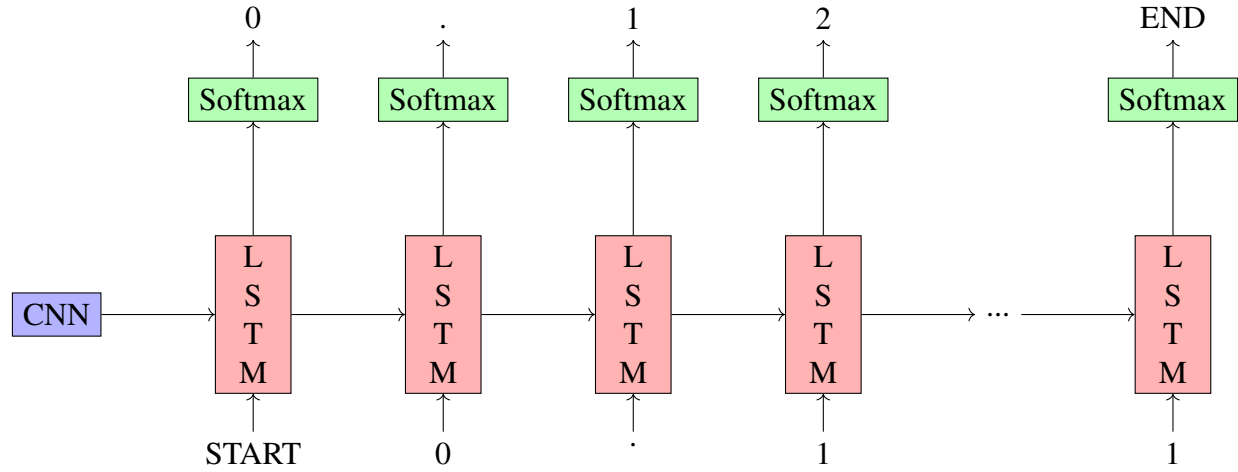 0 . 1 2 END
Softmax Softmax Softmax Softmax Softmax
L L L L L
S S S S S
CNN ...
T T T T T
M M M M M
START 0 . 1 1